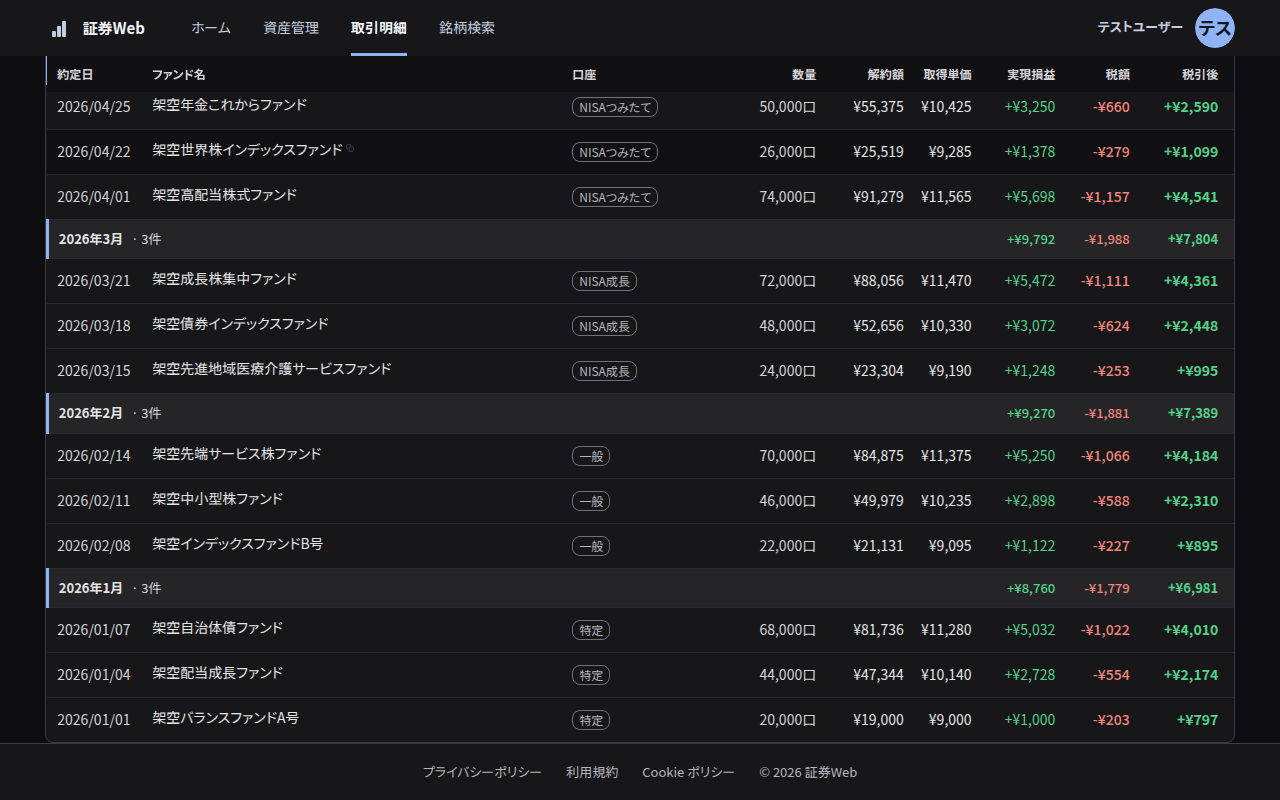 証券Web ホーム 資産管理 取引明細 銘柄検索 テストユーザー テス
約定日 ファンド名 口座 数量 解約額 取得単価 実現損益 税額 税引後
2026/04/25 架空年金これからファンド NISAつみたて 50,000口 ¥55,375 ¥10,425 +¥3,250 -¥660 +¥2,590
2026/04/22 架空世界株インデックスファンド NISAつみたて 26,000口 ¥25,519 ¥9,285 +¥1,378 -¥279 +¥1,099
2026/04/01 架空高配当株式ファンド NISAつみたて 74,000口 ¥91,279 ¥11,565 +¥5,698 -¥1,157 +¥4,541
2026年3月 · 3件 +¥9,792 -¥1,988 +¥7,804
2026/03/21 架空成長株集中ファンド NISA成長 72,000口 ¥88,056 ¥11,470 +¥5,472 -¥1,111 +¥4,361
2026/03/18 架空債券インデックスファンド NISA成長 48,000口 ¥52,656 ¥10,330 +¥3,072 -¥624 +¥2,448
2026/03/15 架空先進地域医療介護サービスファンド NISA成長 24,000口 ¥23,304 ¥9,190 +¥1,248 -¥253 +¥995
2026年2月 · 3件 +¥9,270 -¥1,881 +¥7,389
2026/02/14 架空先端サービス株ファンド 一般 70,000口 ¥84,875 ¥11,375 +¥5,250 -¥1,066 +¥4,184
2026/02/11 架空中小型株ファンド 一般 46,000口 ¥49,979 ¥10,235 +¥2,898 -¥588 +¥2,310
2026/02/08 架空インデックスファンドB号 一般 22,000口 ¥21,131 ¥9,095 +¥1,122 -¥227 +¥895
2026年1月 · 3件 +¥8,760 -¥1,779 +¥6,981
2026/01/07 架空自治体債ファンド 特定 68,000口 ¥81,736 ¥11,280 +¥5,032 -¥1,022 +¥4,010
2026/01/04 架空配当成長ファンド 特定 44,000口 ¥47,344 ¥10,140 +¥2,728 -¥554 +¥2,174
2026/01/01 架空バランスファンドA号 特定 20,000口 ¥19,000 ¥9,000 +¥1,000 -¥203 +¥797
プライバシーポリシー 利用規約 Cookie ポリシー © 2026 証券Web